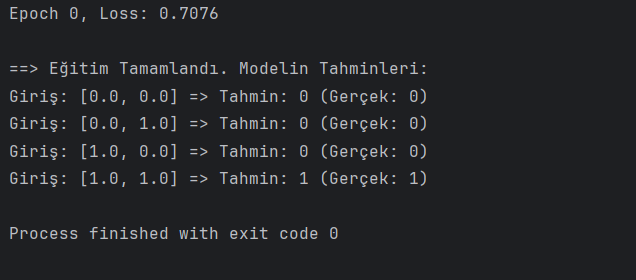 Epoch 0, Loss: 0.7076
==> Eğitim Tamamlandı. Modelin Tahminleri:
Giriş: [0.0, 0.0] => Tahmin: 0 (Gerçek: 0)
Giriş: [0.0, 1.0] => Tahmin: 0 (Gerçek: 0)
Giriş: [1.0, 0.0] => Tahmin: 0 (Gerçek: 0)
Giriş: [1.0, 1.0] => Tahmin: 1 (Gerçek: 1)
Process finished with exit code 0